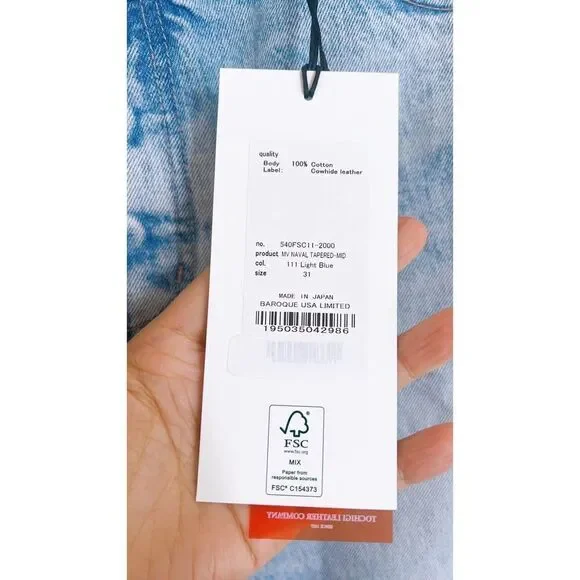 quality
Body 100% Cotton
Label: Cowhide leather
no. 540FSC11-2000
product MV NAVAL TAPERED-MID
col. 111 Light Blue
size 31
MADE IN JAPAN
BAROQUE USA LIMITED
195035042986
FSC
www.fsc.org
MIX
Paper from
responsible sources
FSC® C154373
TOCHIGI LEATHER COMPANY